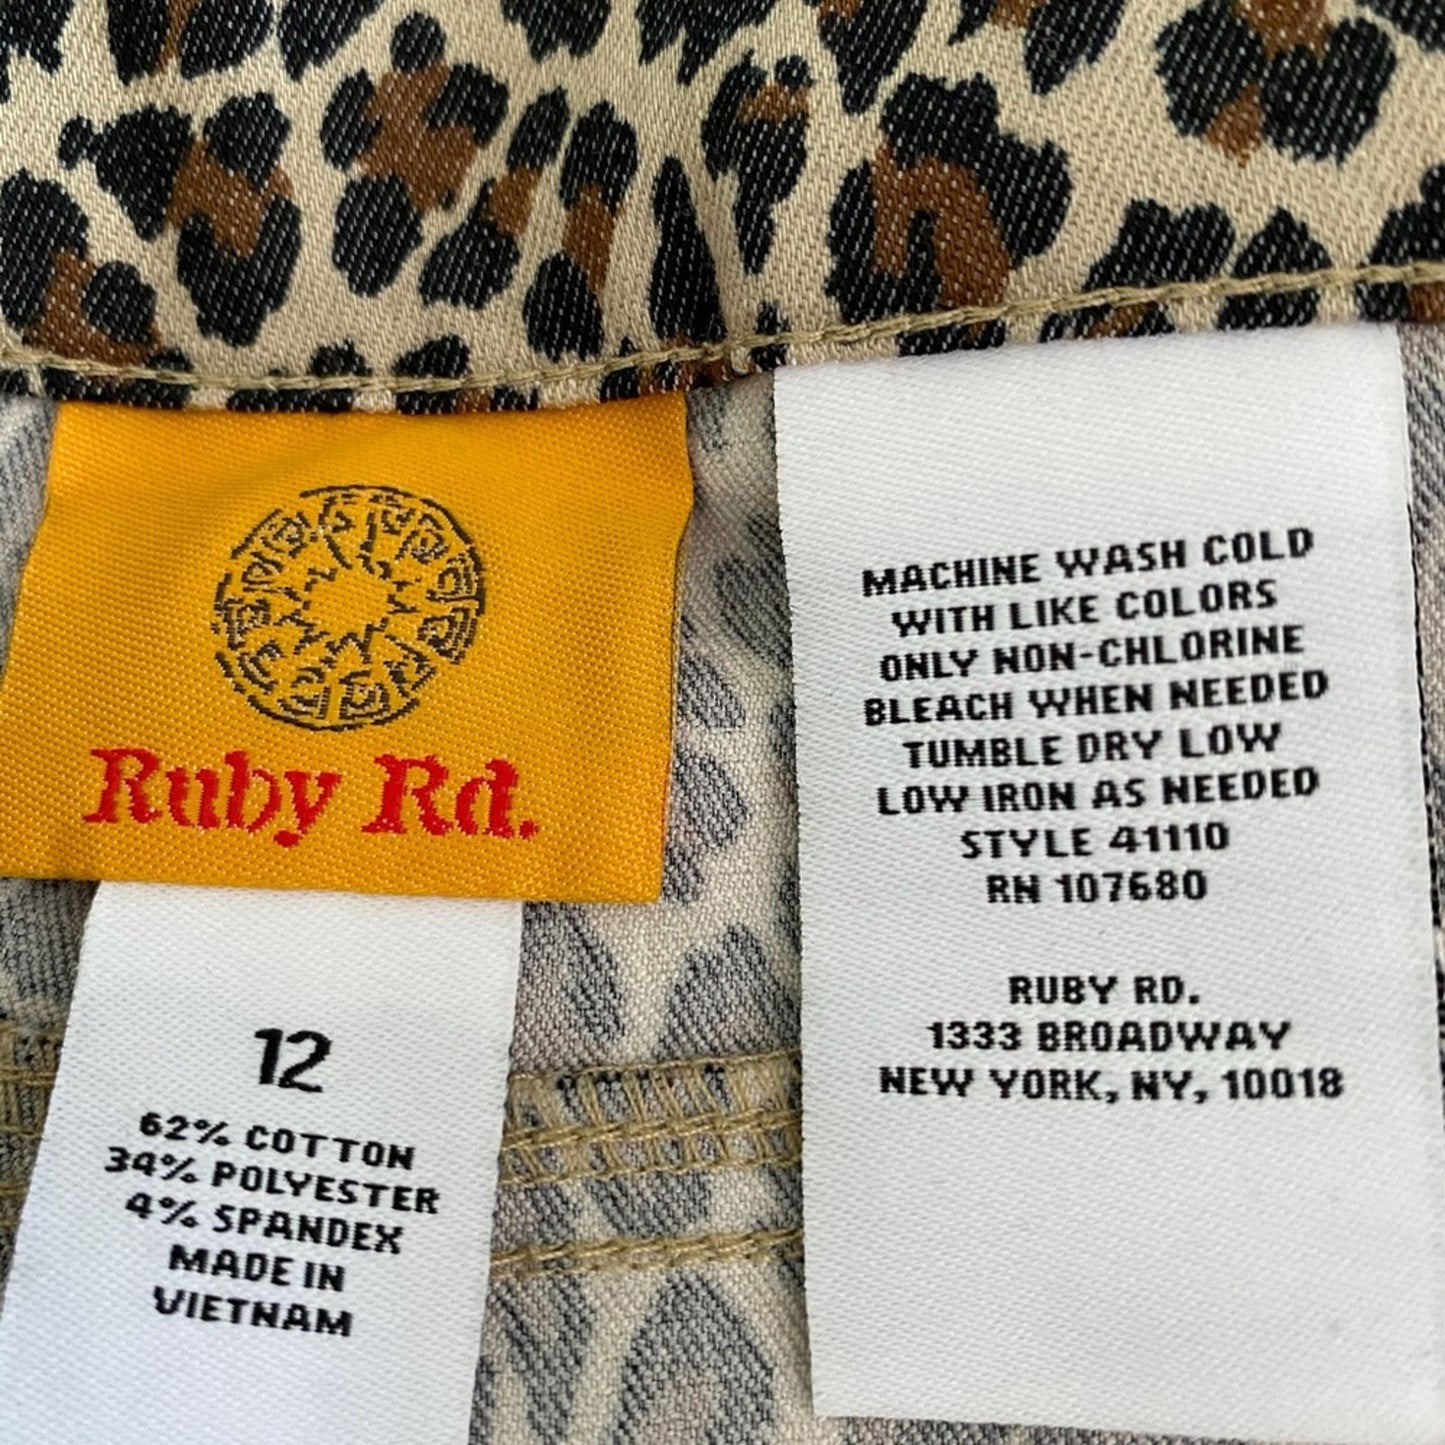 Ruby Rd.
12
62% COTTON
34% POLYESTER
4% SPANDEX
MADE IN
VIETNAM
MACHINE WASH COLD
WITH LIKE COLORS
ONLY NON-CHLORINE
BLEACH WHEN NEEDED
TUMBLE DRY LOW
LOW IRON AS NEEDED
STYLE 41110
RN 107680
RUBY RD.
1333 BROADWAY
NEW YORK, NY, 10018